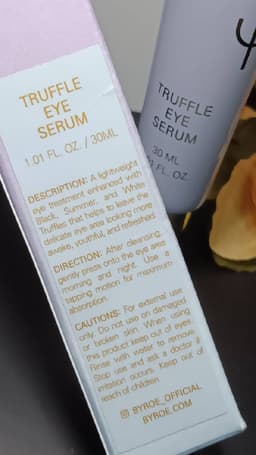 TRUFFLE
EYE
SERUM
1.01 FL. OZ. / 30ML
DESCRIPTION: A lightweight
eye treatment enhanced with
Black, Summer, and White
Truffles that helps to leave the
delicate eye area looking more
awake, youthful, and refreshed.
DIRECTION: After cleansing,
gently press onto the eye area
morning and night. Use a
tapping motion for maximum
absorption.
CAUTIONS: For external use
only. Do not use on damaged
or broken skin. When using
this product keep out of eyes.
Rinse with water to remove.
Stop use and ask a doctor if
irritation occurs. Keep out of
reach of children.
BYROE_OFFICIAL
BYROE.COM
TRUFFLE
EYE
SERUM
30 ML
FL. OZ.